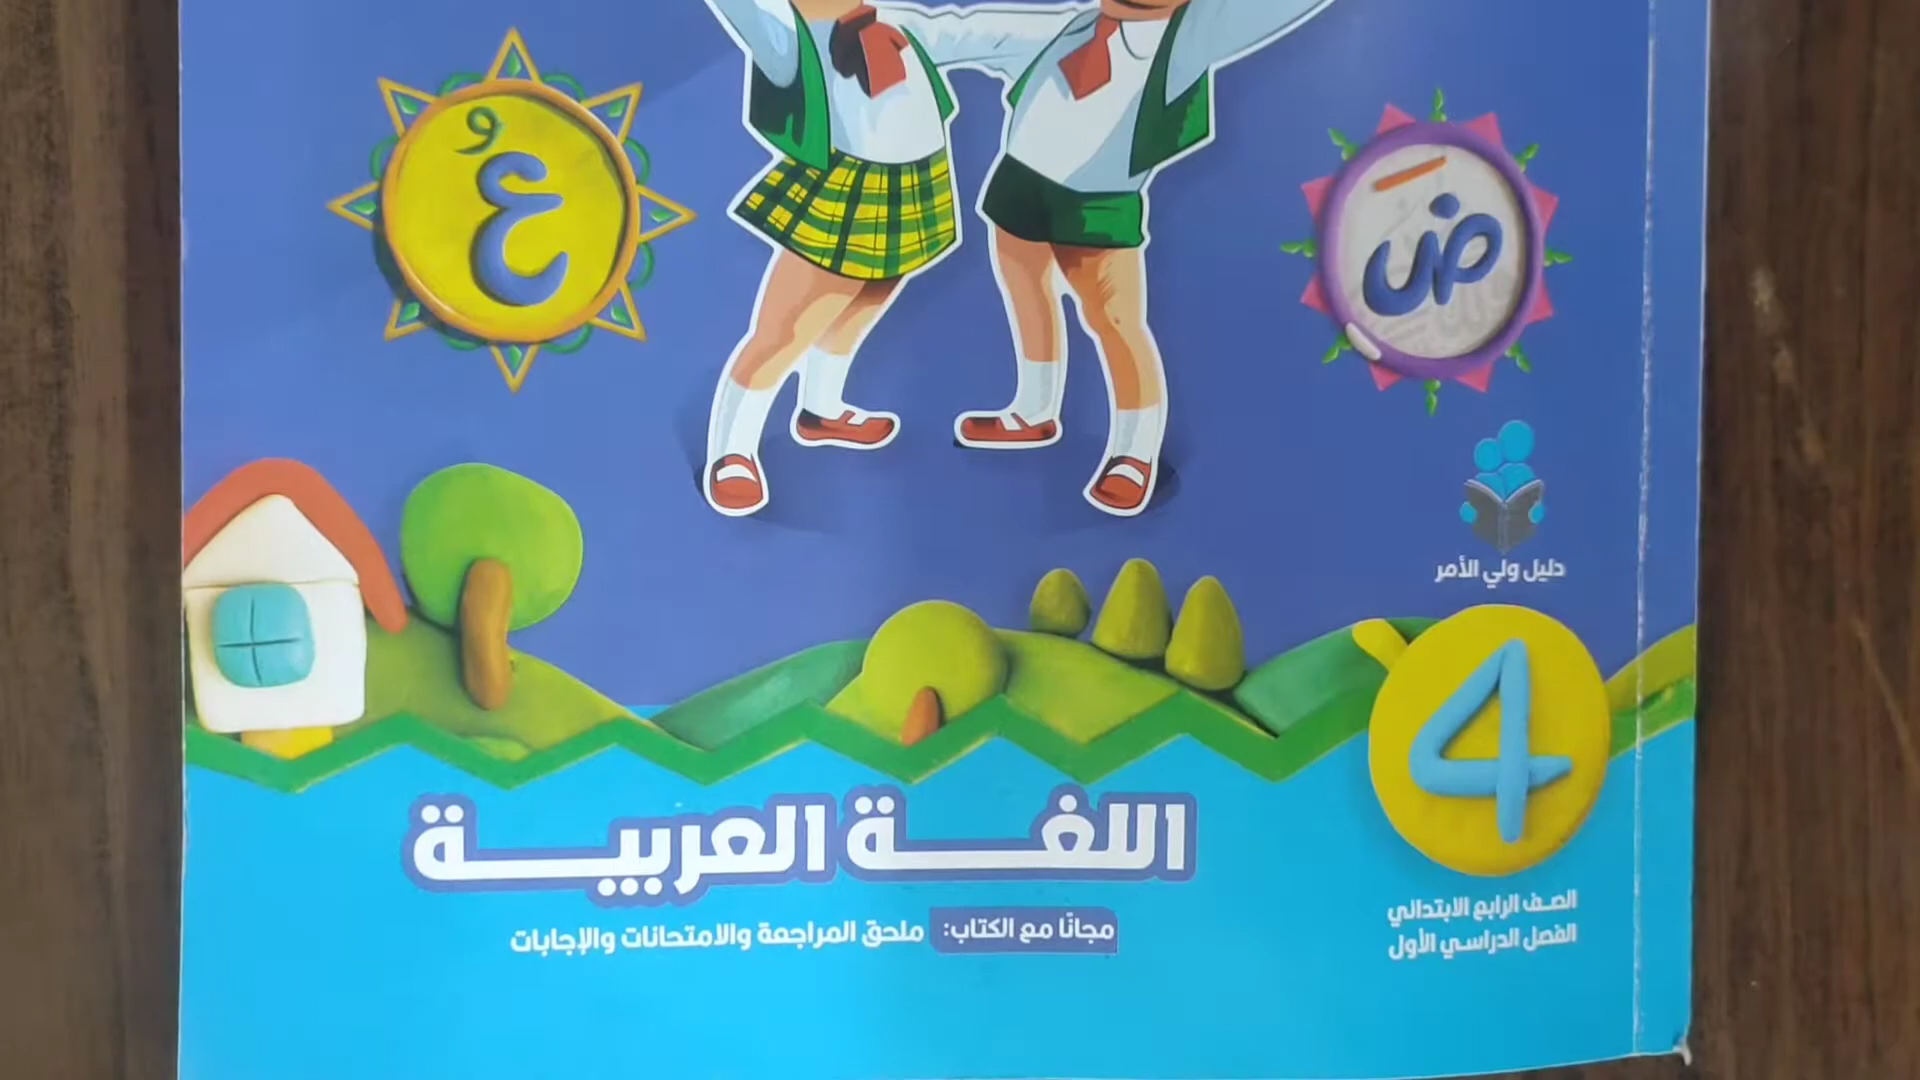 عُ
ضَ
دليل ولي الأمر
4
اللغة العربية
مجانًا مع الكتاب: ملحق المراجعة والامتحانات والإجابات
الصف الرابع الابتدائي
الفصل الدراسي الأول